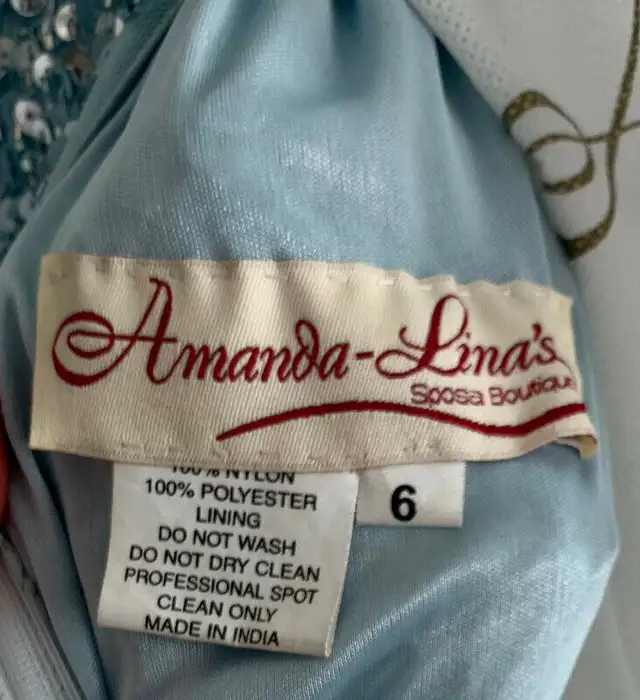 Amanda-Lina's
Sposa Boutique
100% NYLON
100% POLYESTER
LINING
DO NOT WASH
DO NOT DRY CLEAN
PROFESSIONAL SPOT
CLEAN ONLY
MADE IN INDIA
6